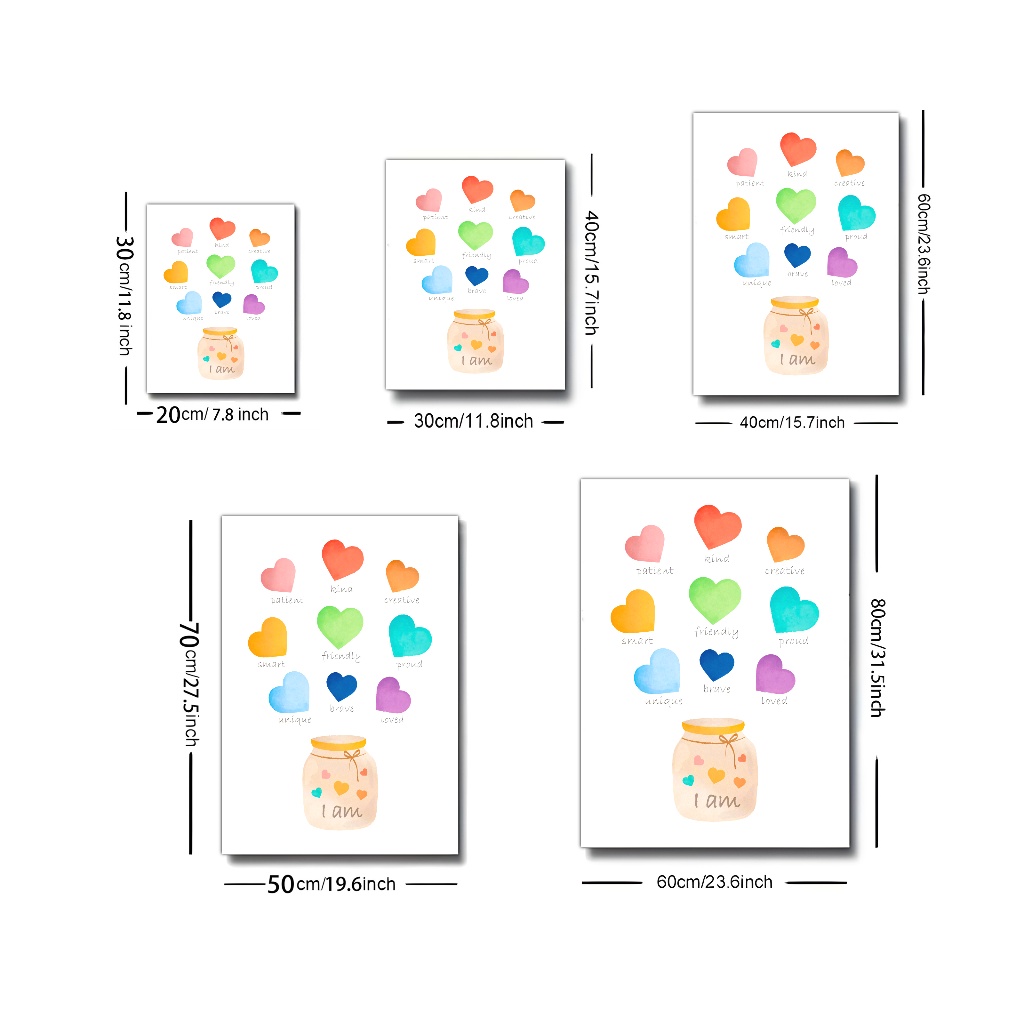 patient
kind
creative
smart
friendly
proud
unique
brave
loved
I am
30cm/11.8 inch
20cm/ 7.8 inch
patient
kind
creative
smart
friendly
proud
unique
brave
loved
I am
40cm/15.7inch
30cm/11.8inch
patient
kind
creative
smart
friendly
proud
unique
brave
loved
I am
60cm/23.6inch
40cm/15.7inch
patient
kind
creative
smart
friendly
proud
unique
brave
loved
I am
70cm/27.5inch
50cm/19.6inch
patient
kind
creative
smart
friendly
proud
unique
brave
loved
I am
80cm/31.5inch
60cm/23.6inch